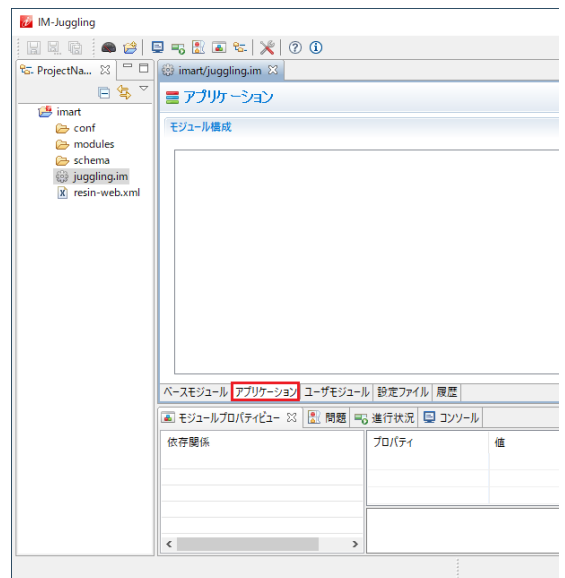 IM-Juggling
ProjectNa...
imart/juggling.im
imart
conf
modules
schema
juggling.im
resin-web.xml
アプリケーション
モジュール構成
ベースモジュール アプリケーション ユーザモジュール 設定ファイル 履歴
モジュールプロパティビュー 問題 進行状況 コンソール
依存関係 プロパティ 値